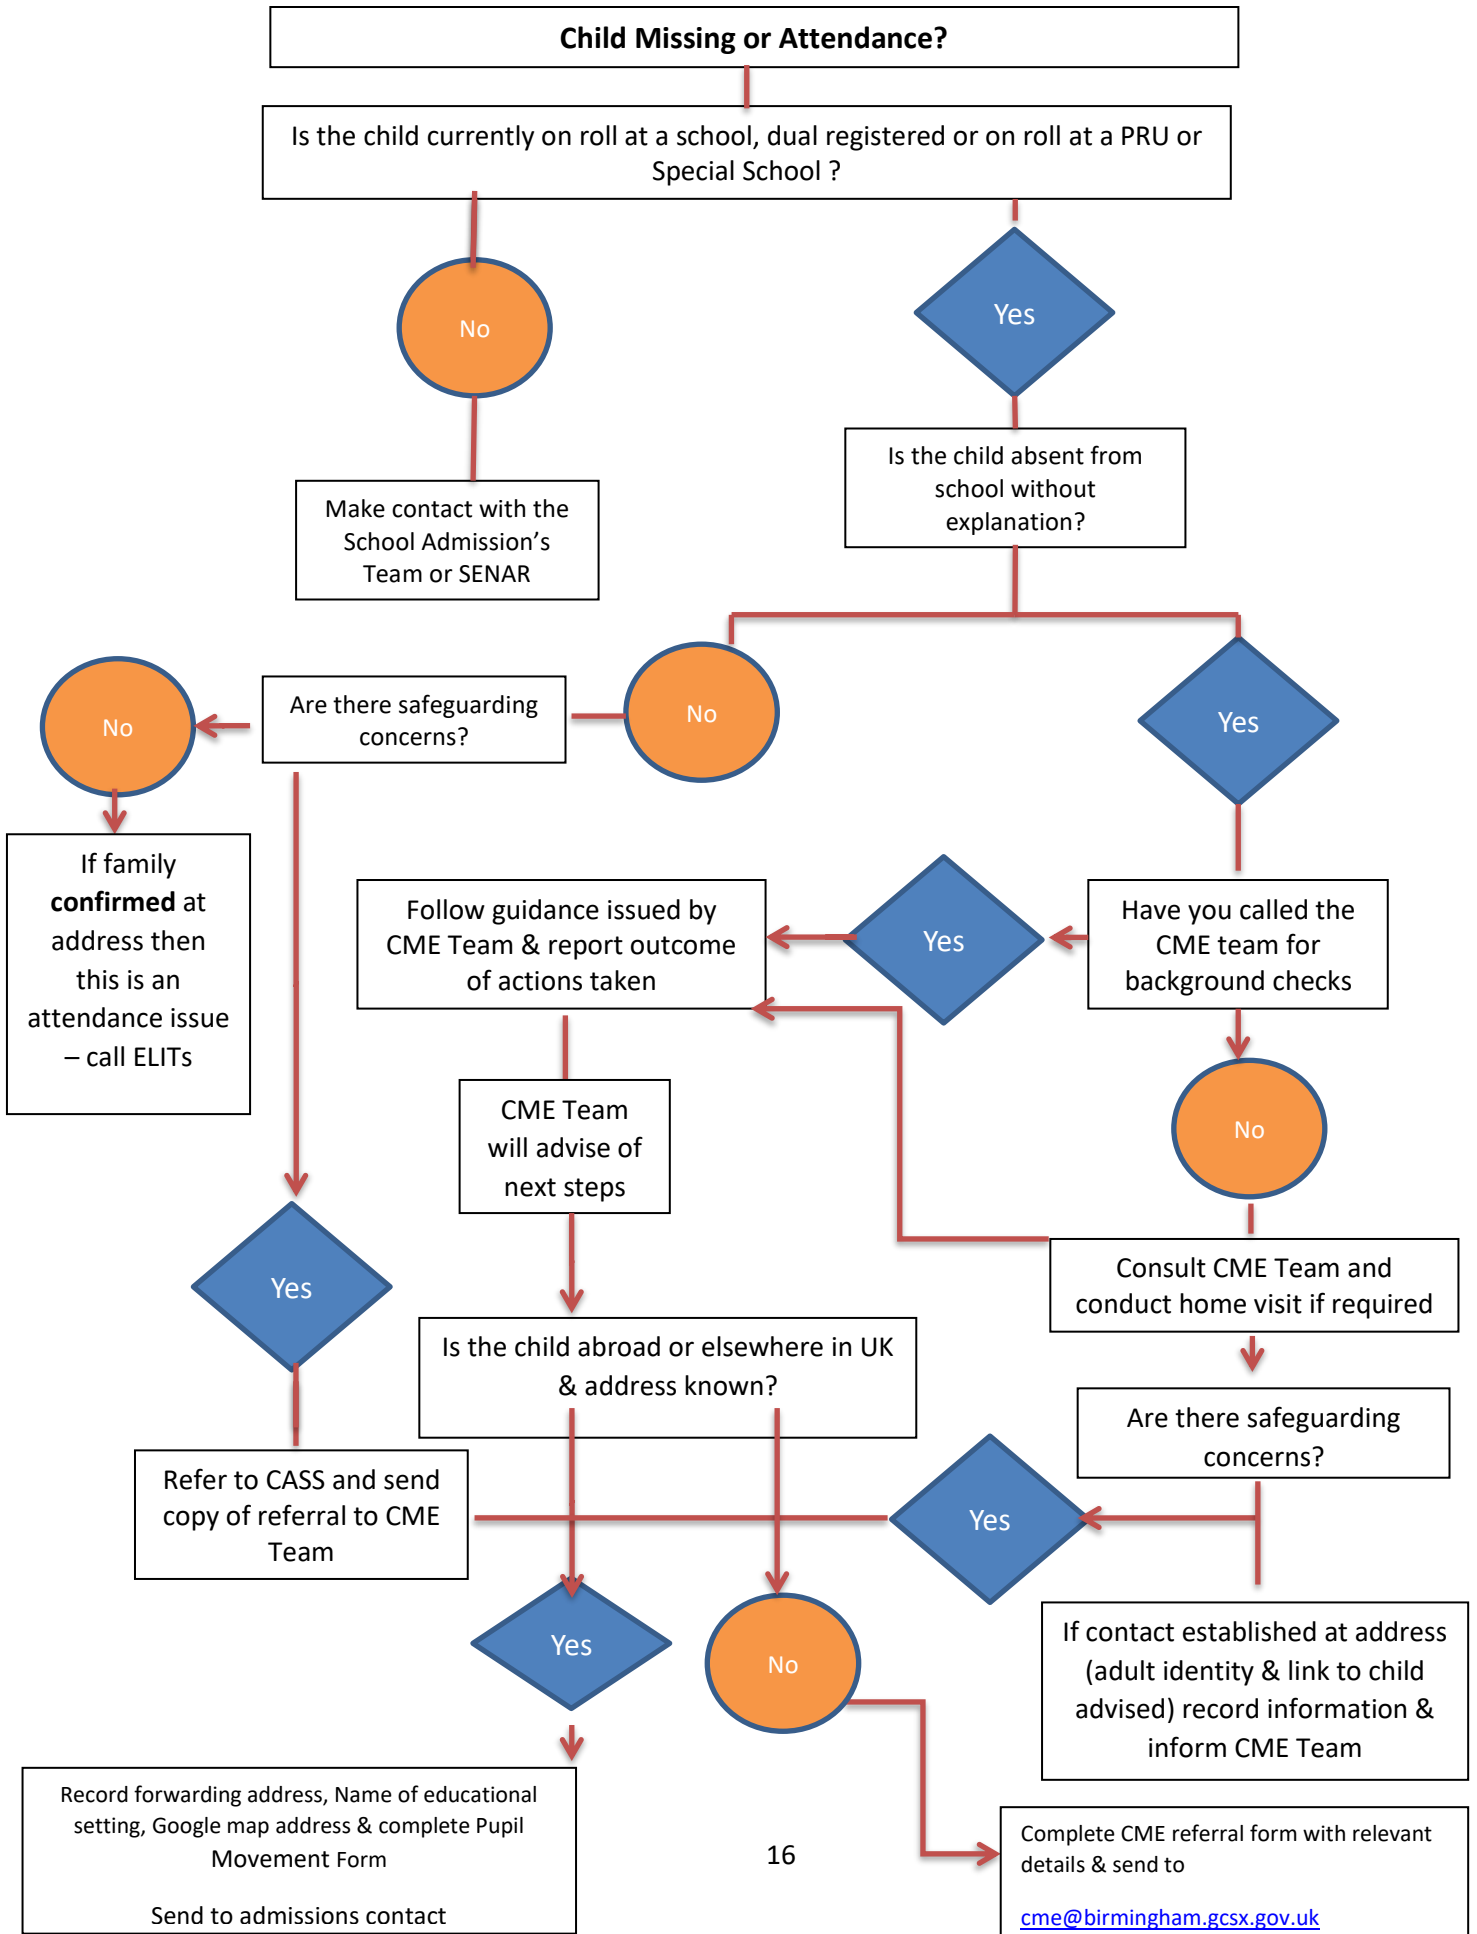 Child Missing or Attendance?
Is the child currently on roll at a school, dual registered or on roll at a PRU or
Special School ?
No
Yes
Is the child absent from
school without
explanation?
Make contact with the
School Admission’s
Team or SENAR
No
Are there safeguarding
concerns?
No
Yes
If family
confirmed at
address then
this is an
attendance issue
– call ELITs
Follow guidance issued by
CME Team & report outcome
of actions taken
Yes
Have you called the
CME team for
background checks
CME Team
will advise of
next steps
No
Yes
Consult CME Team and
conduct home visit if required
Is the child abroad or elsewhere in UK
& address known?
Are there safeguarding
concerns?
Refer to CASS and send
copy of referral to CME
Team
Yes
Yes
No
If contact established at address
(adult identity & link to child
advised) record information &
inform CME Team
Record forwarding address, Name of educational
setting, Google map address & complete Pupil
Movement Form
Send to admissions contact
16
Complete CME referral form with relevant
details & send to
cme@birmingham.gcsx.gov.uk